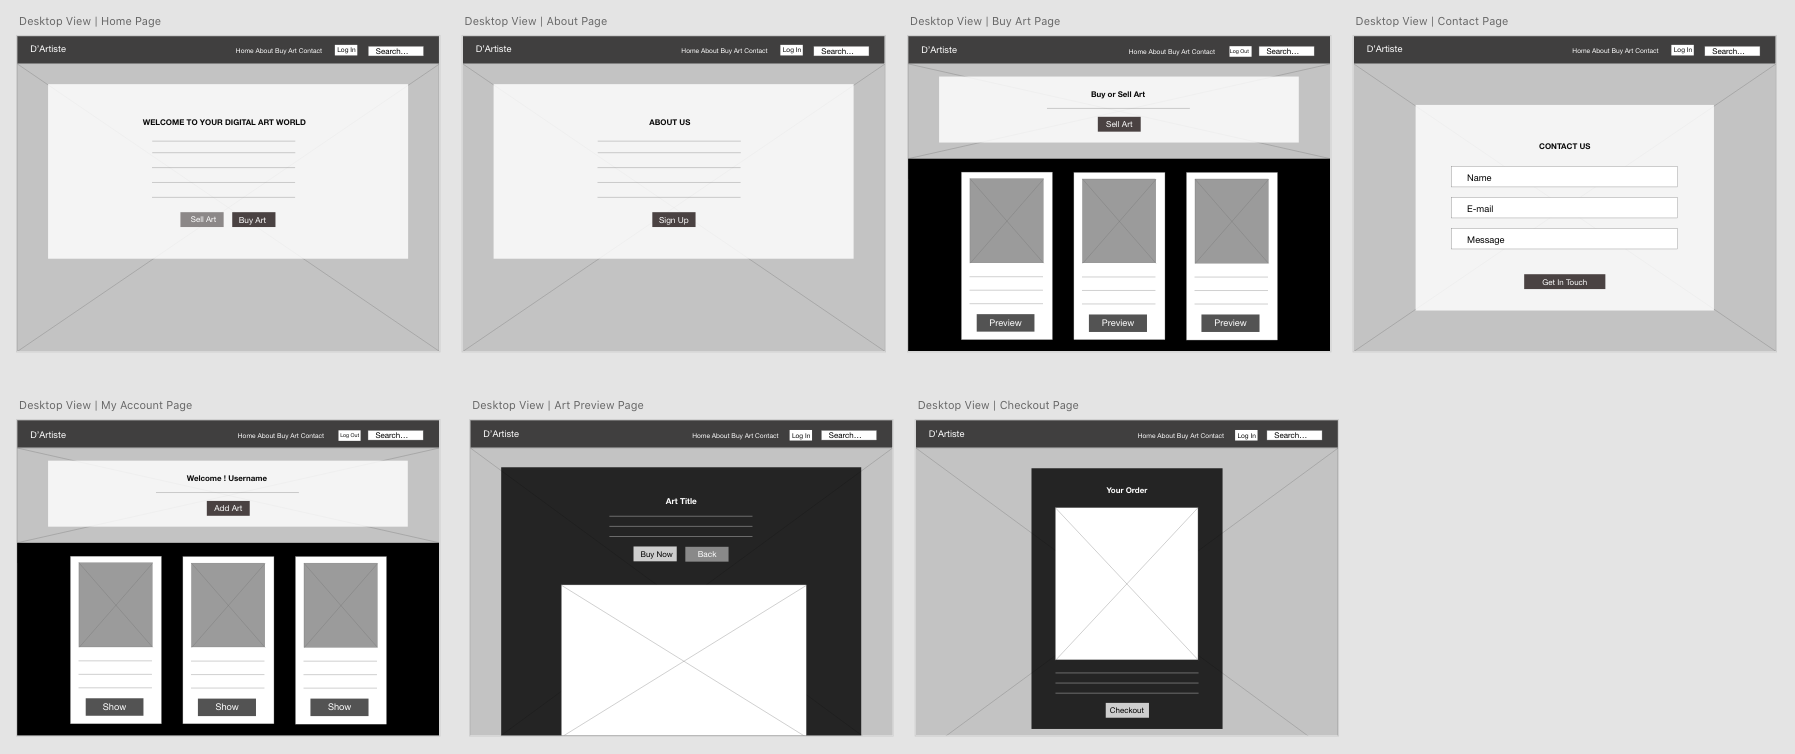 Desktop View | Home Page
D'Artiste
Home About Buy Art Contact
Log In
Search...
WELCOME TO YOUR DIGITAL ART WORLD
Sell Art
Buy Art
Desktop View | About Page
D'Artiste
Home About Buy Art Contact
Log In
Search...
ABOUT US
Sign Up
Desktop View | Buy Art Page
D'Artiste
Home About Buy Art Contact
Log Out
Search...
Buy or Sell Art
Sell Art
Preview
Preview
Preview
Desktop View | Contact Page
D'Artiste
Home About Buy Art Contact
Log In
Search...
CONTACT US
Name
E-mail
Message
Get In Touch
Desktop View | My Account Page
D'Artiste
Home About Buy Art Contact
Log Out
Search...
Welcome ! Username
Add Art
Show
Show
Show
Desktop View | Art Preview Page
D'Artiste
Home About Buy Art Contact
Log In
Search...
Art Title
Buy Now
Back
Desktop View | Checkout Page
D'Artiste
Home About Buy Art Contact
Log In
Search...
Your Order
Checkout